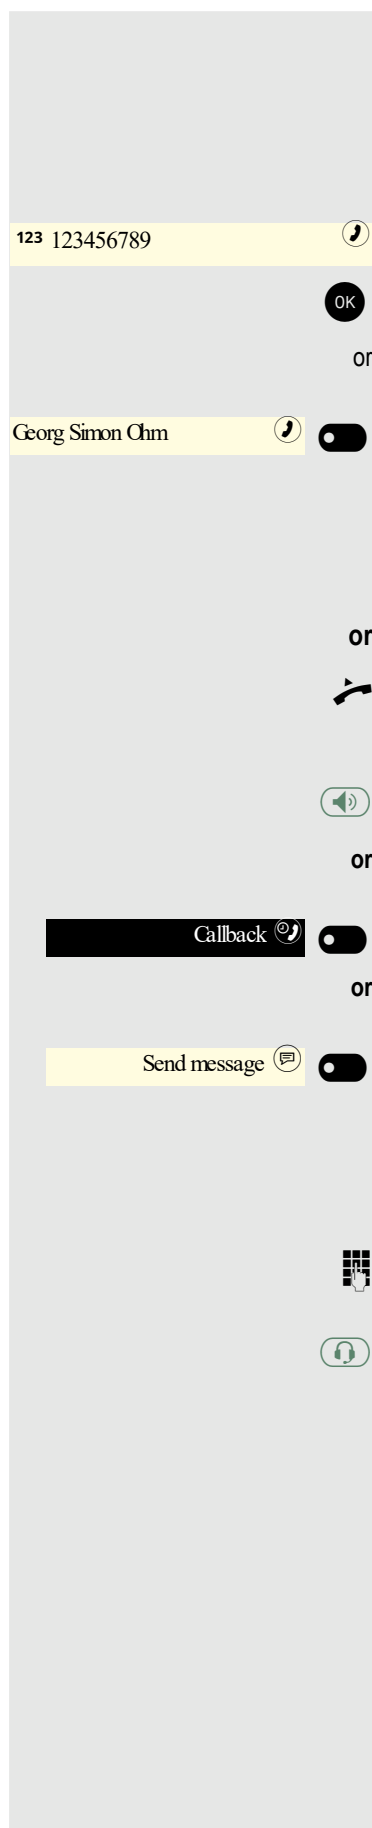 123 123456789
OK
or
Georg Simon Ohm
or
or
Callback
or
Send message